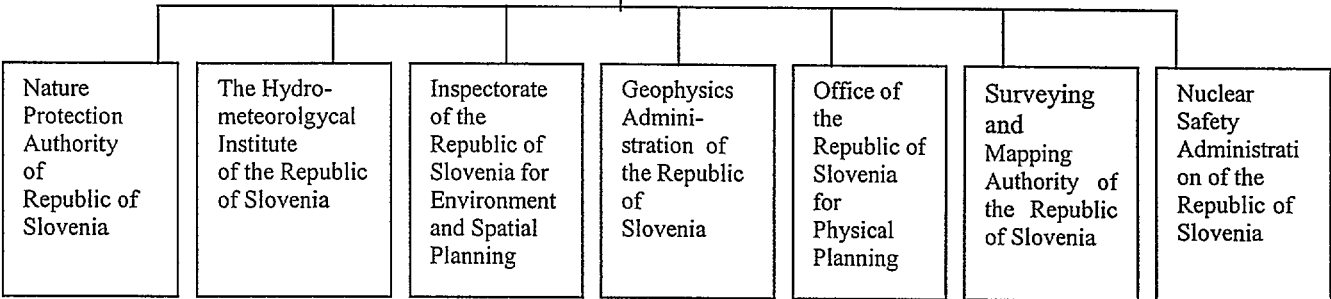 Nature
Protection
Authority
of
Republic of
Slovenia
The Hydro-
meteorolgycal
Institute
of the Republic
of Slovenia
Inspectorate
of the
Republic of
Slovenia for
Environment
and Spatial
Planning
Geophysics
Admini-
stration of
the Republic
of
Slovenia
Office of
the
Republic of
Slovenia
for
Physical
Planning
Surveying
and
Mapping
Authority of
the Republic
of Slovenia
Nuclear
Safety
Administrati
on of the
Republic of
Slovenia